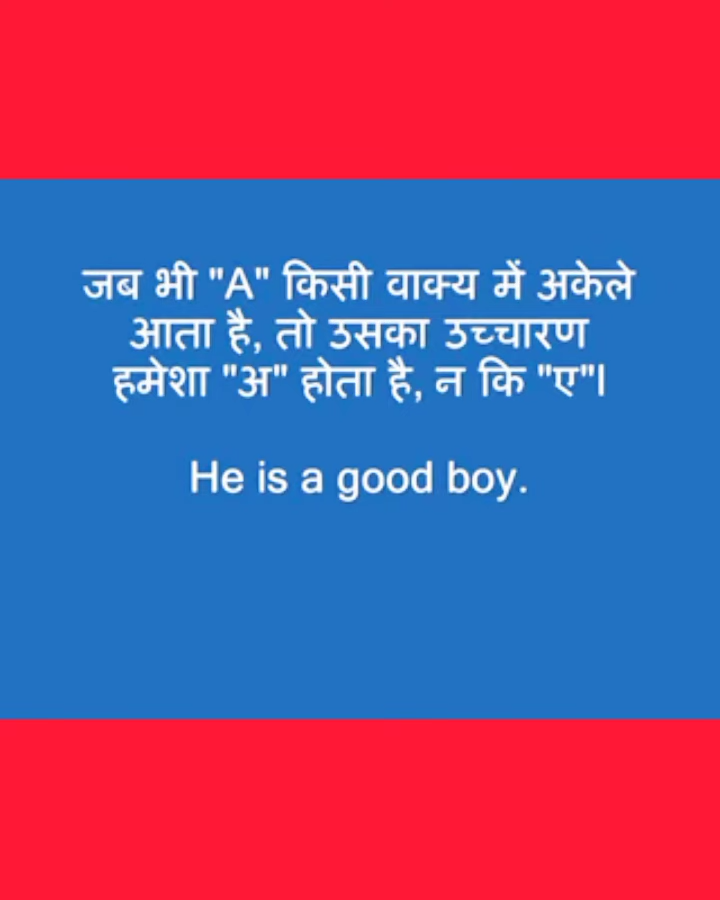 जब भी "A" किसी वाक्य में अकेले
आता है, तो उसका उच्चारण
हमेशा "अ" होता है, न कि "ए"।
He is a good boy.